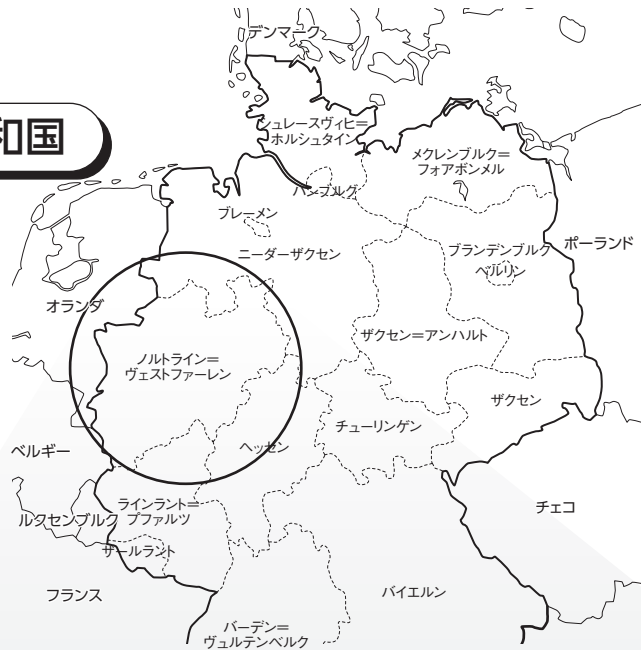 デンマーク
和国
シュレースヴィヒ=
ホルシュタイン
メクレンブルク=
フォアポンメル
ハンブルグ
ブレーメン
ニーダーザクセン
ブランデンブルク
ベルリン
ポーランド
オランダ
ザクセン=アンハルト
ノルトライン=
ヴェストファーレン
ザクセン
チューリンゲン
ヘッセン
ベルギー
ラインラント=
プファルツ
ルクセンブルク
チェコ
ザールラント
フランス
バイエルン
バーデン=
ヴュルテンベルク